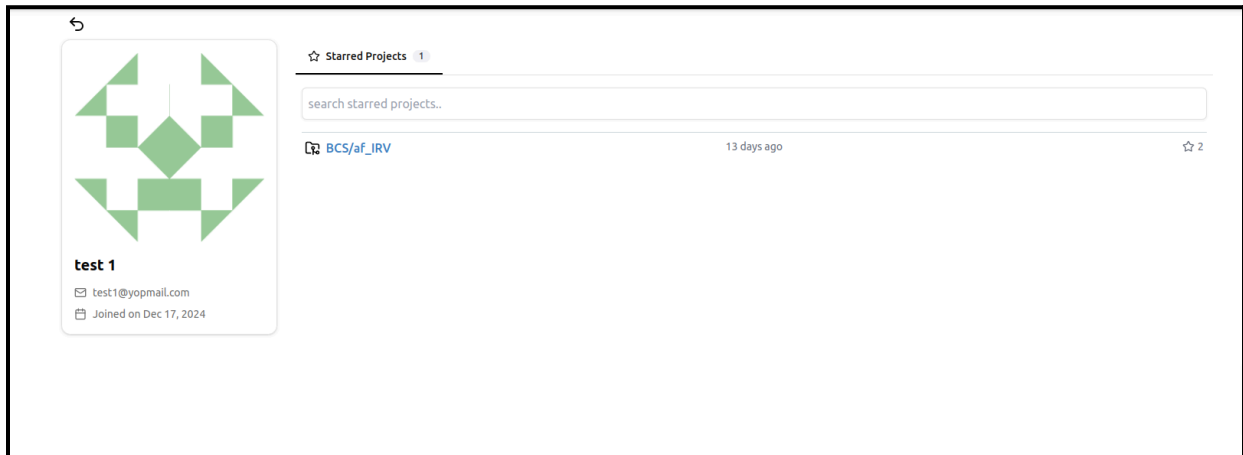 Starred Projects 1
search starred projects..
BCS/af_IRV 13 days ago 2
test 1
test1@yopmail.com
Joined on Dec 17, 2024